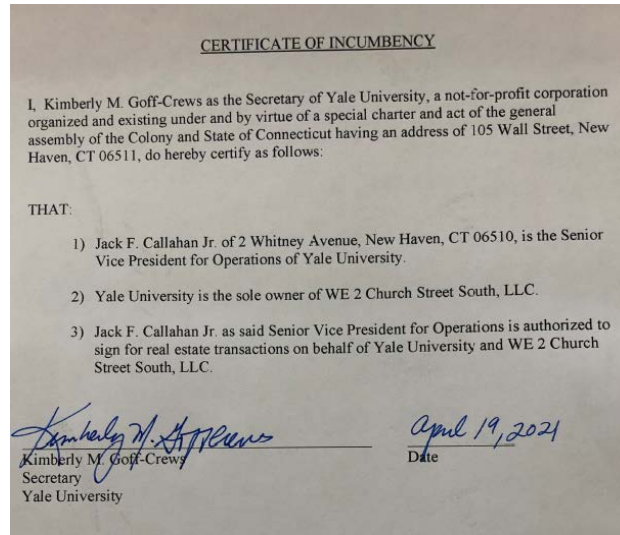 CERTIFICATE OF INCUMBENCY
I, Kimberly M. Goff-Crews as the Secretary of Yale University, a not-for-profit corporation
organized and existing under and by virtue of a special charter and act of the general
assembly of the Colony and State of Connecticut having an address of 105 Wall Street, New
Haven, CT 06511, do hereby certify as follows:
THAT:
1) Jack F. Callahan Jr. of 2 Whitney Avenue, New Haven, CT 06510, is the Senior
Vice President for Operations of Yale University.
2) Yale University is the sole owner of WE 2 Church Street South, LLC.
3) Jack F. Callahan Jr. as said Senior Vice President for Operations is authorized to
sign for real estate transactions on behalf of Yale University and WE 2 Church
Street South, LLC.
Kimberly M. Goff-Crews April 19, 2021
Kimberly M. Goff-Crews Date
Secretary
Yale University